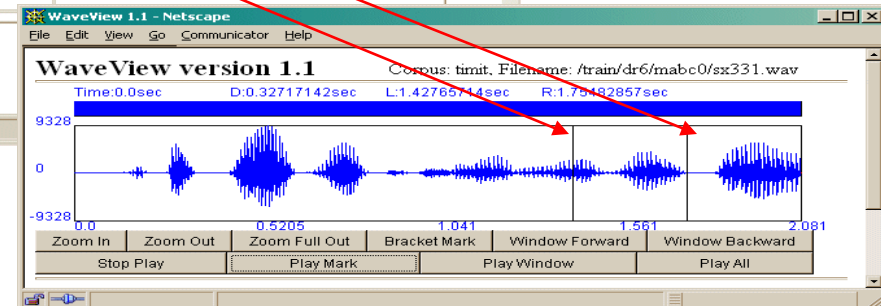 WaveView 1.1 - Netscape
File Edit View Go Communicator Help
WaveView version 1.1 Corpus: timit, Filename: /train/dr6/mabc0/sx331.wav
Time:0.0sec D:0.32717142sec L:1.42765714sec R:1.75482857sec
9328
0
-9328
0.0 0.5205 1.041 1.561 2.081
Zoom In Zoom Out Zoom Full Out Bracket Mark Window Forward Window Backward
Stop Play Play Mark Play Window Play All